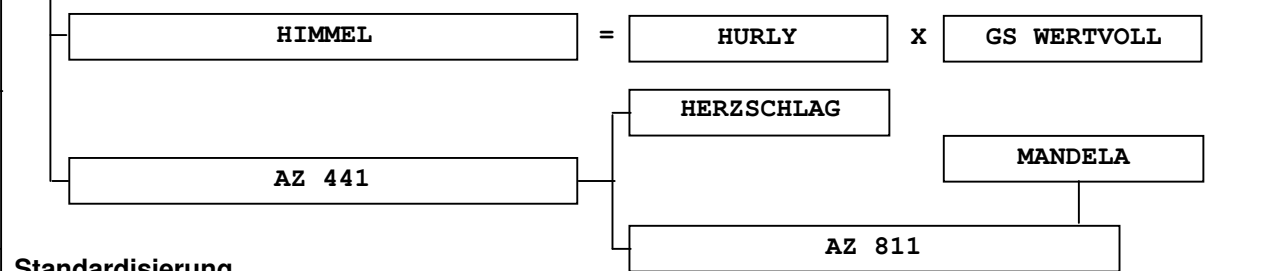 HIMMEL = HURLY X GS WERTVOLL
HERZSCHLAG
MANDELA
AZ 441
AZ 811
Standardisierung